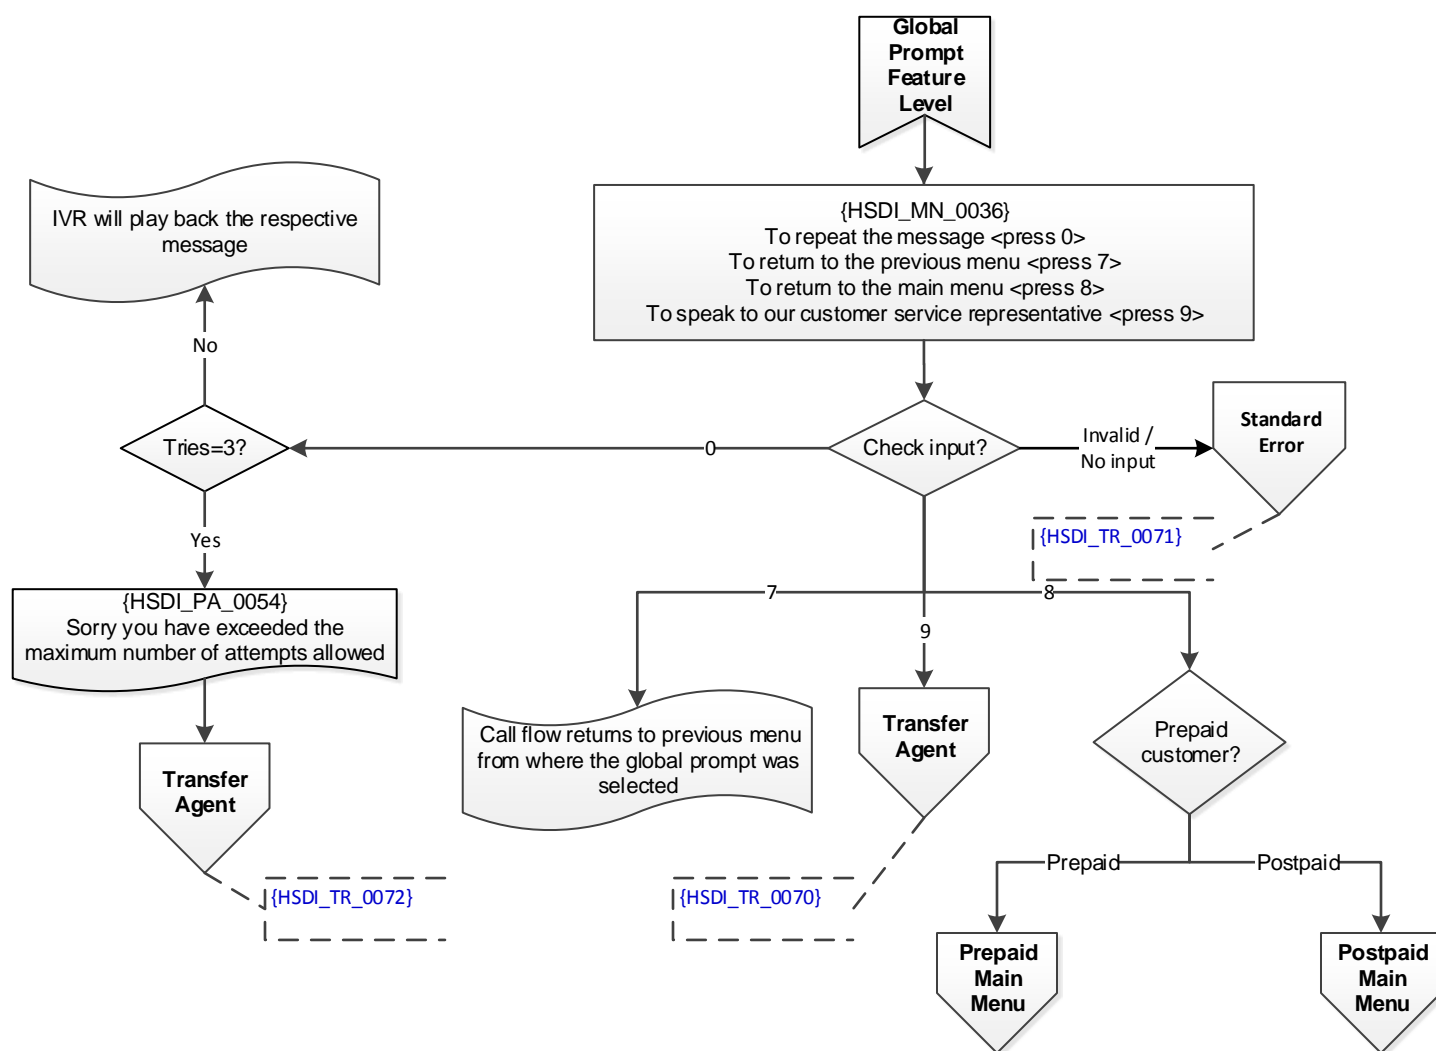 Global
Prompt
Feature
Level
{HSDI_MN_0036}
To repeat the message <press 0>
To return to the previous menu <press 7>
To return to the main menu <press 8>
To speak to our customer service representative <press 9>
IVR will play back the respective
message
No
Tries=3?
0
Check input?
Invalid /
No input
Standard
Error
{HSDI_TR_0071}
Yes
{HSDI_PA_0054}
Sorry you have exceeded the
maximum number of attempts allowed
7
9
8
Transfer
Agent
{HSDI_TR_0072}
Call flow returns to previous menu
from where the global prompt was
selected
Transfer
Agent
{HSDI_TR_0070}
Prepaid
customer?
Prepaid
Postpaid
Prepaid
Main
Menu
Postpaid
Main
Menu